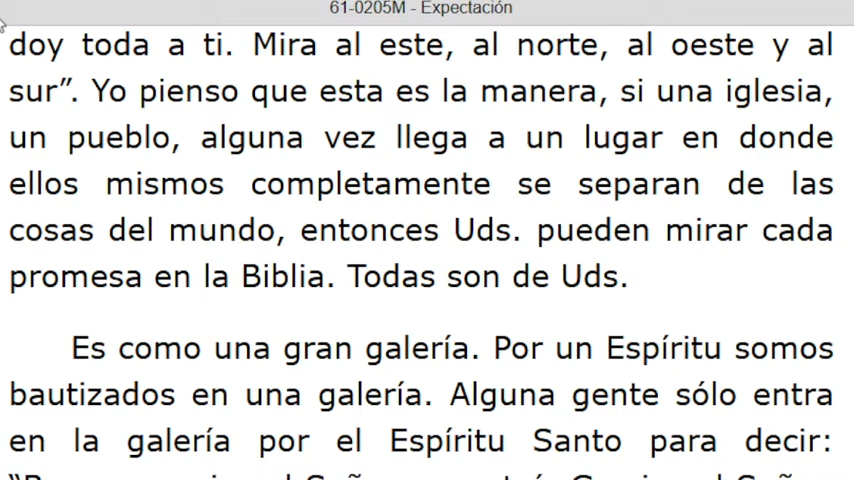 61-0205M - Expectación
doy toda a ti. Mira al este, al norte, al oeste y al
sur”. Yo pienso que esta es la manera, si una iglesia,
un pueblo, alguna vez llega a un lugar en donde
ellos mismos completamente se separan de las
cosas del mundo, entonces Uds. pueden mirar cada
promesa en la Biblia. Todas son de Uds.
Es como una gran galería. Por un Espíritu somos
bautizados en una galería. Alguna gente sólo entra
en la galería por el Espíritu Santo para decir: